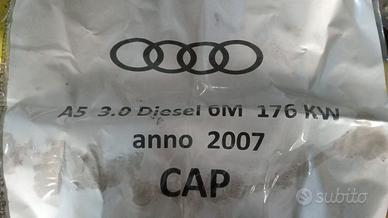 A5 3.0 Diesel 6M 176 KW
anno 2007
CAP
subito